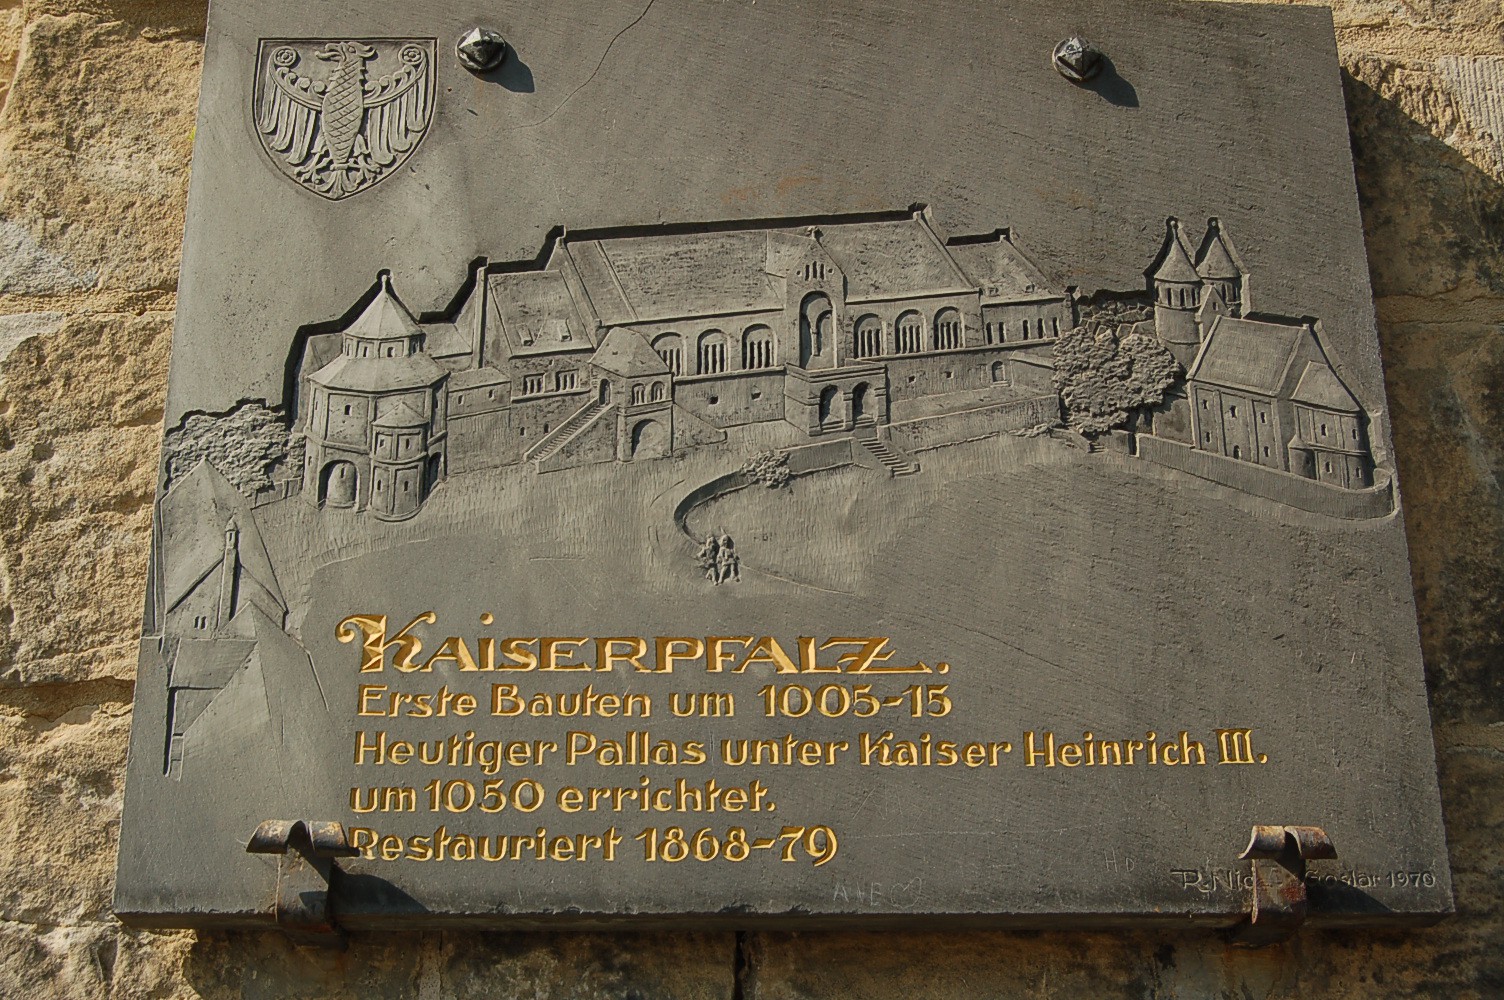 KAISERPFALZ.
Erste Bauten um 1005-15
Heutiger Pallas unter Kaiser Heinrich III.
um 1050 errichtet.
Restauriert 1868-79
H D
A+B
Goslar 1970